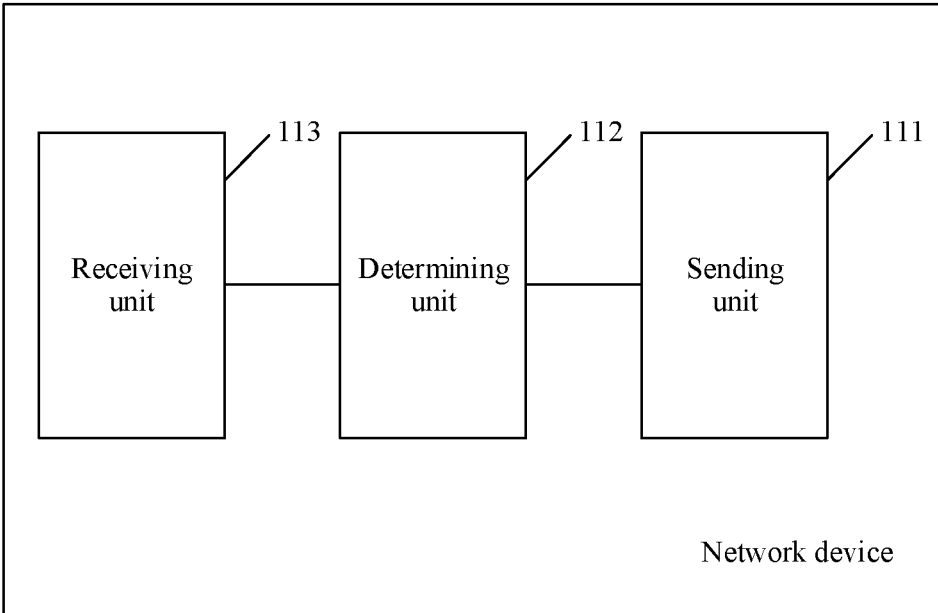 113
112
111
Receiving
unit
Determining
unit
Sending
unit
Network device